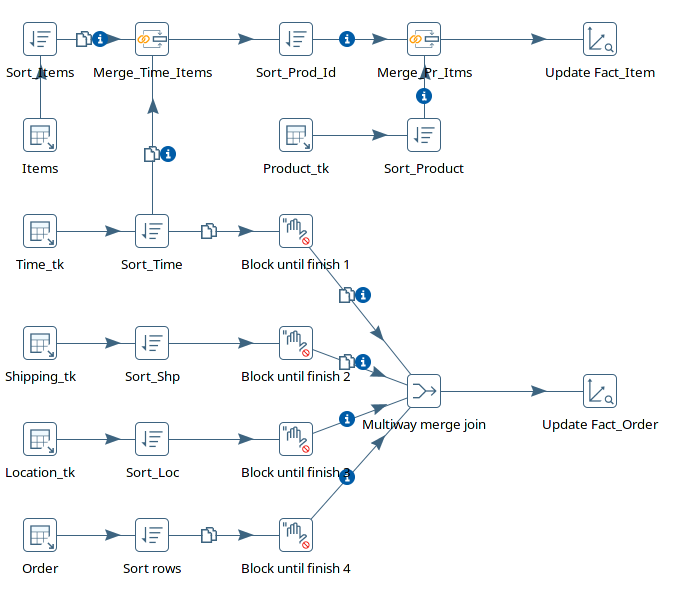 Sort_Items
Merge_Time_Items
Sort_Prod_Id
Merge_Pr_Itms
Update Fact_Item
Items
Product_tk
Sort_Product
Time_tk
Sort_Time
Block until finish 1
Shipping_tk
Sort_Shp
Block until finish 2
Multiway merge join
Update Fact_Order
Location_tk
Sort_Loc
Block until finish 3
Order
Sort rows
Block until finish 4